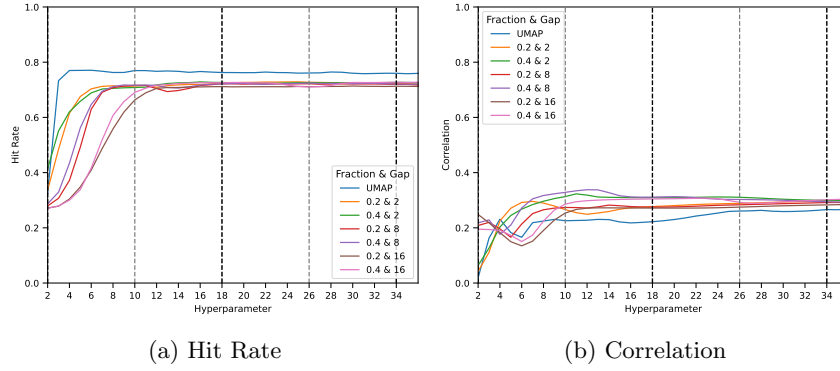 1.0
0.8
0.6
0.4
0.2
0.0
Hit Rate
2 4 6 8 10 12 14 16 18 20 22 24 26 28 30 32 34
Hyperparameter
Fraction & Gap
UMAP
0.2 & 2
0.4 & 2
0.2 & 8
0.4 & 8
0.2 & 16
0.4 & 16
(a) Hit Rate
1.0
0.8
0.6
0.4
0.2
0.0
Correlation
2 4 6 8 10 12 14 16 18 20 22 24 26 28 30 32 34
Hyperparameter
Fraction & Gap
UMAP
0.2 & 2
0.4 & 2
0.2 & 8
0.4 & 8
0.2 & 16
0.4 & 16
(b) Correlation